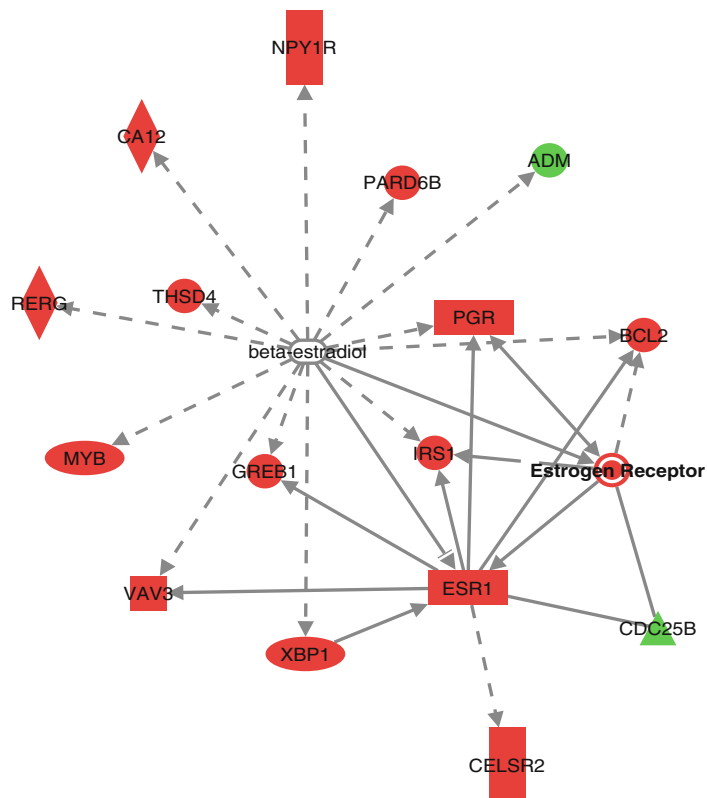 NPY1R
CA12
ADM
PARD6B
THSD4
RERG
PGR
BCL2
beta-estradiol
IRS1
MYB
GREB1
Estrogen Receptor
ESR1
VAV3
CDC25B
XBP1
CELSR2